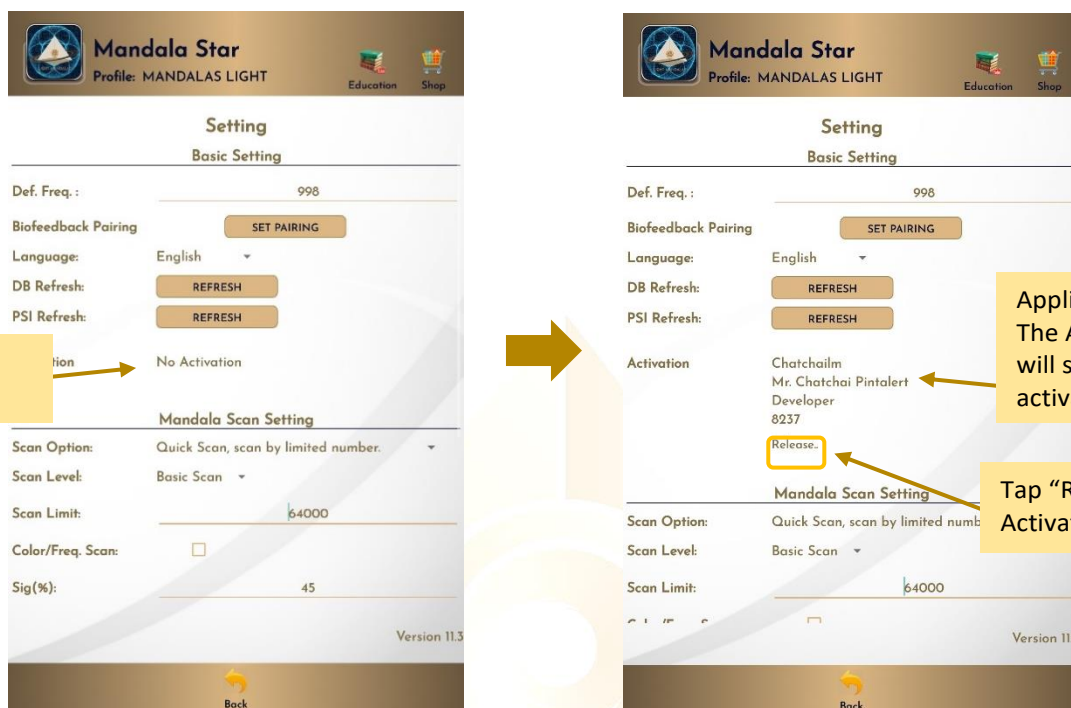 Mandala Star
Profile: MANDALAS LIGHT
Education
Shop
Setting
Basic Setting
Def. Freq. :
998
Biofeedback Pairing
SET PAIRING
Language:
English
DB Refresh:
REFRESH
PSI Refresh:
REFRESH
No Activation
Mandala Scan Setting
Scan Option:
Quick Scan, scan by limited number.
Scan Level:
Basic Scan
Scan Limit:
64000
Color/Freq. Scan:
Sig(%):
45
Version 11.3
Back
Mandala Star
Profile: MANDALAS LIGHT
Education
Shop
Setting
Basic Setting
Def. Freq. :
998
Biofeedback Pairing
SET PAIRING
Language:
English
DB Refresh:
REFRESH
PSI Refresh:
REFRESH
Activation
Chatchailm
Mr. Chatchai Pintalert
Developer
8237
Release..
Mandala Scan Setting
Scan Option:
Quick Scan, scan by limited numb
Scan Level:
Basic Scan
Scan Limit:
64000
Version 11
Back
Appli
The A
will s
activ
Tap “R
Activa